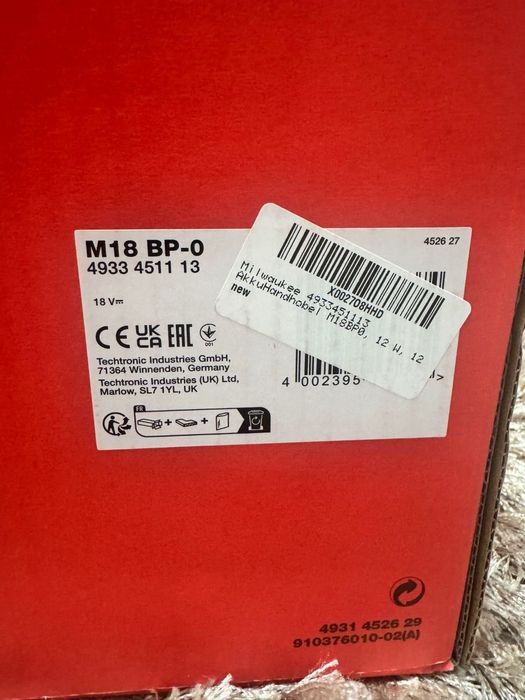 M18 BP-0
4933 4511 13
4526 27
18 V⎓
CE UK CA EAC
001
Techtronic Industries GmbH,
71364 Winnenden, Germany
Techtronic Industries (UK) Ltd,
Marlow, SL7 1YL, UK
FR
X002708HHD
Milwaukee 4933451113
AkkuHandhobel M18BP0, 12 W, 12
new
4 002395
>
4931 4526 29
910376010-02(A)